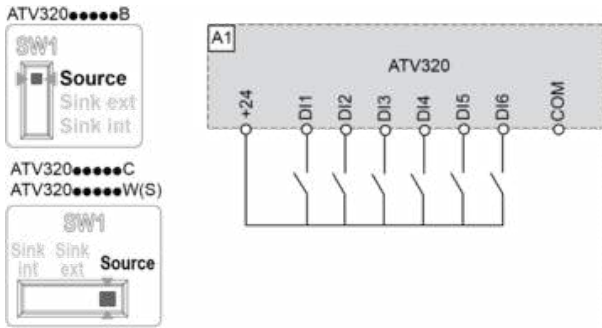 ATV320●●●●●B
SW1
Source
Sink ext
Sink int
ATV320●●●●●C
ATV320●●●●●W(S)
SW1
Sink int
Sink ext
Source
A1
ATV320
+24
DI1
DI2
DI3
DI4
DI5
DI6
COM